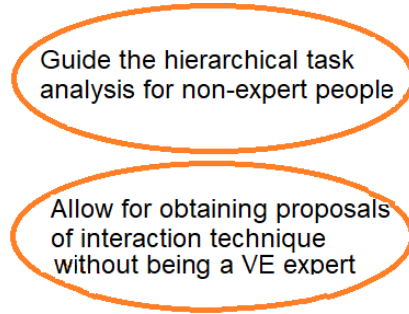 Guide the hierarchical task
analysis for non-expert people
Allow for obtaining proposals
of interaction technique
without being a VE expert